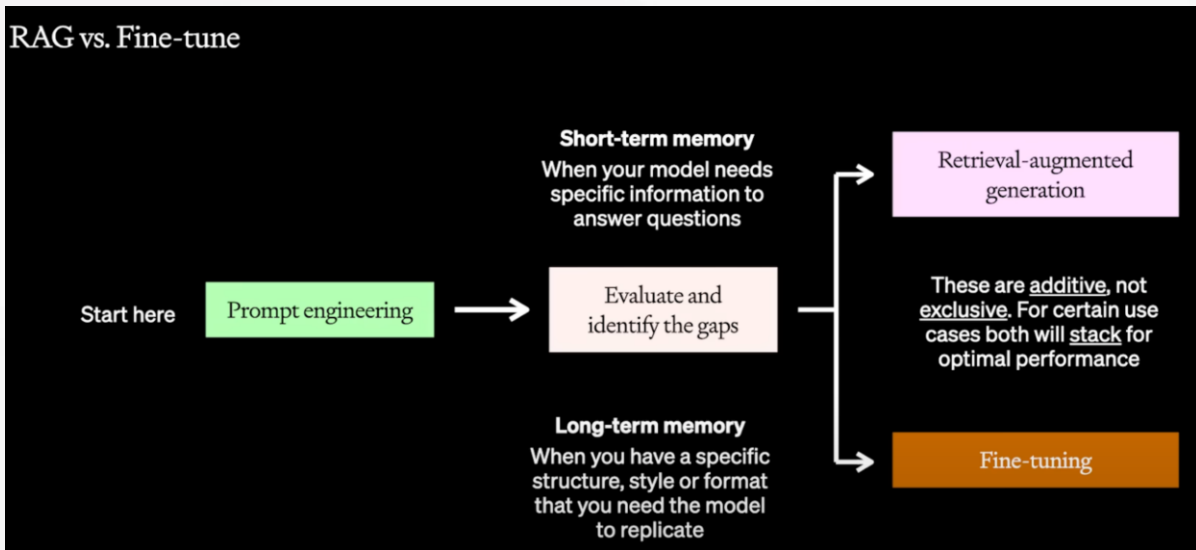 RAG vs. Fine-tune
Short-term memory
When your model needs
specific information to
answer questions
Retrieval-augmented
generation
Start here
Prompt engineering
Evaluate and
identify the gaps
These are additive, not
exclusive. For certain use
cases both will stack for
optimal performance
Long-term memory
When you have a specific
structure, style or format
that you need the model
to replicate
Fine-tuning